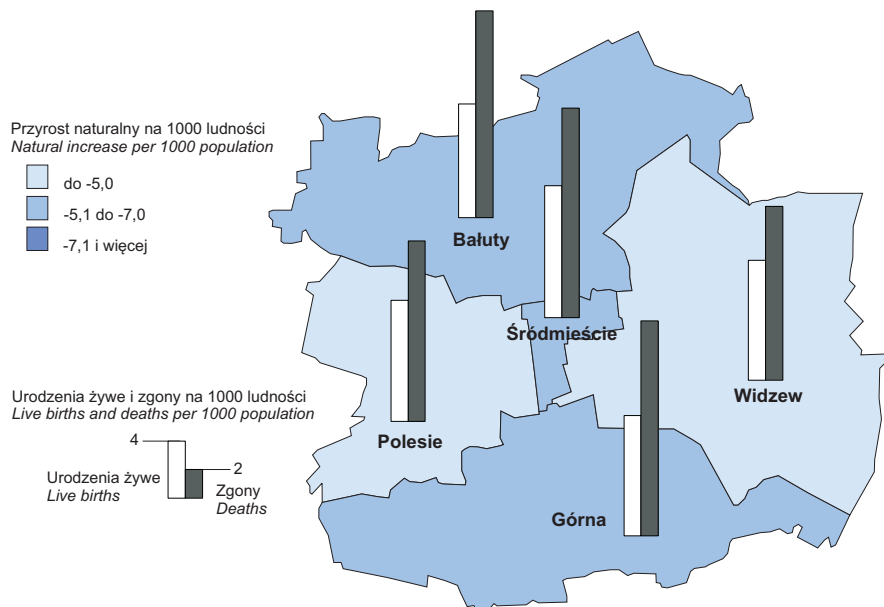 Przyrost naturalny na 1000 ludności
Natural increase per 1000 population
do -5,0
-5,1 do -7,0
-7,1 i więcej
Bałuty
Śródmieście
Widzew
Polesie
Górna
Urodzenia żywe i zgony na 1000 ludności
Live births and deaths per 1000 population
4
2
Urodzenia żywe
Live births
Zgony
Deaths